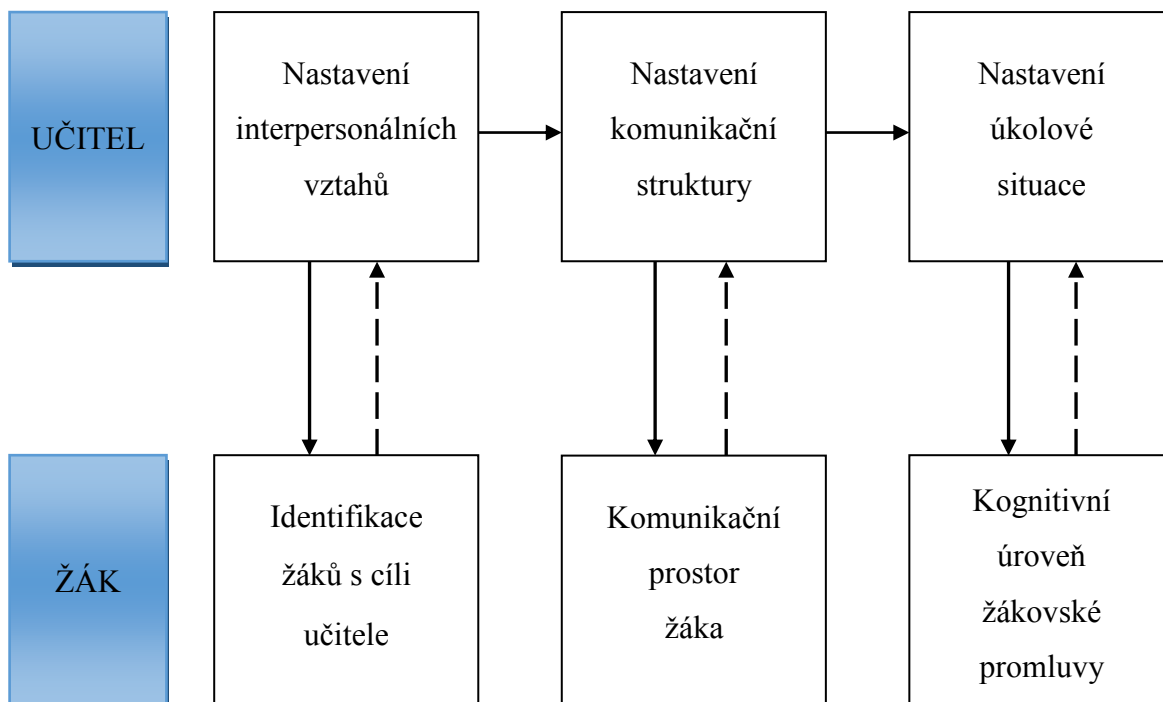 UČITEL
Nastavení
interpersonálních
vztahů
Nastavení
komunikační
struktury
Nastavení
úkolové
situace
ŽÁK
Identifikace
žáků s cíli
učitele
Komunikační
prostor
žáka
Kognitivní
úroveň
žákovské
promluvy